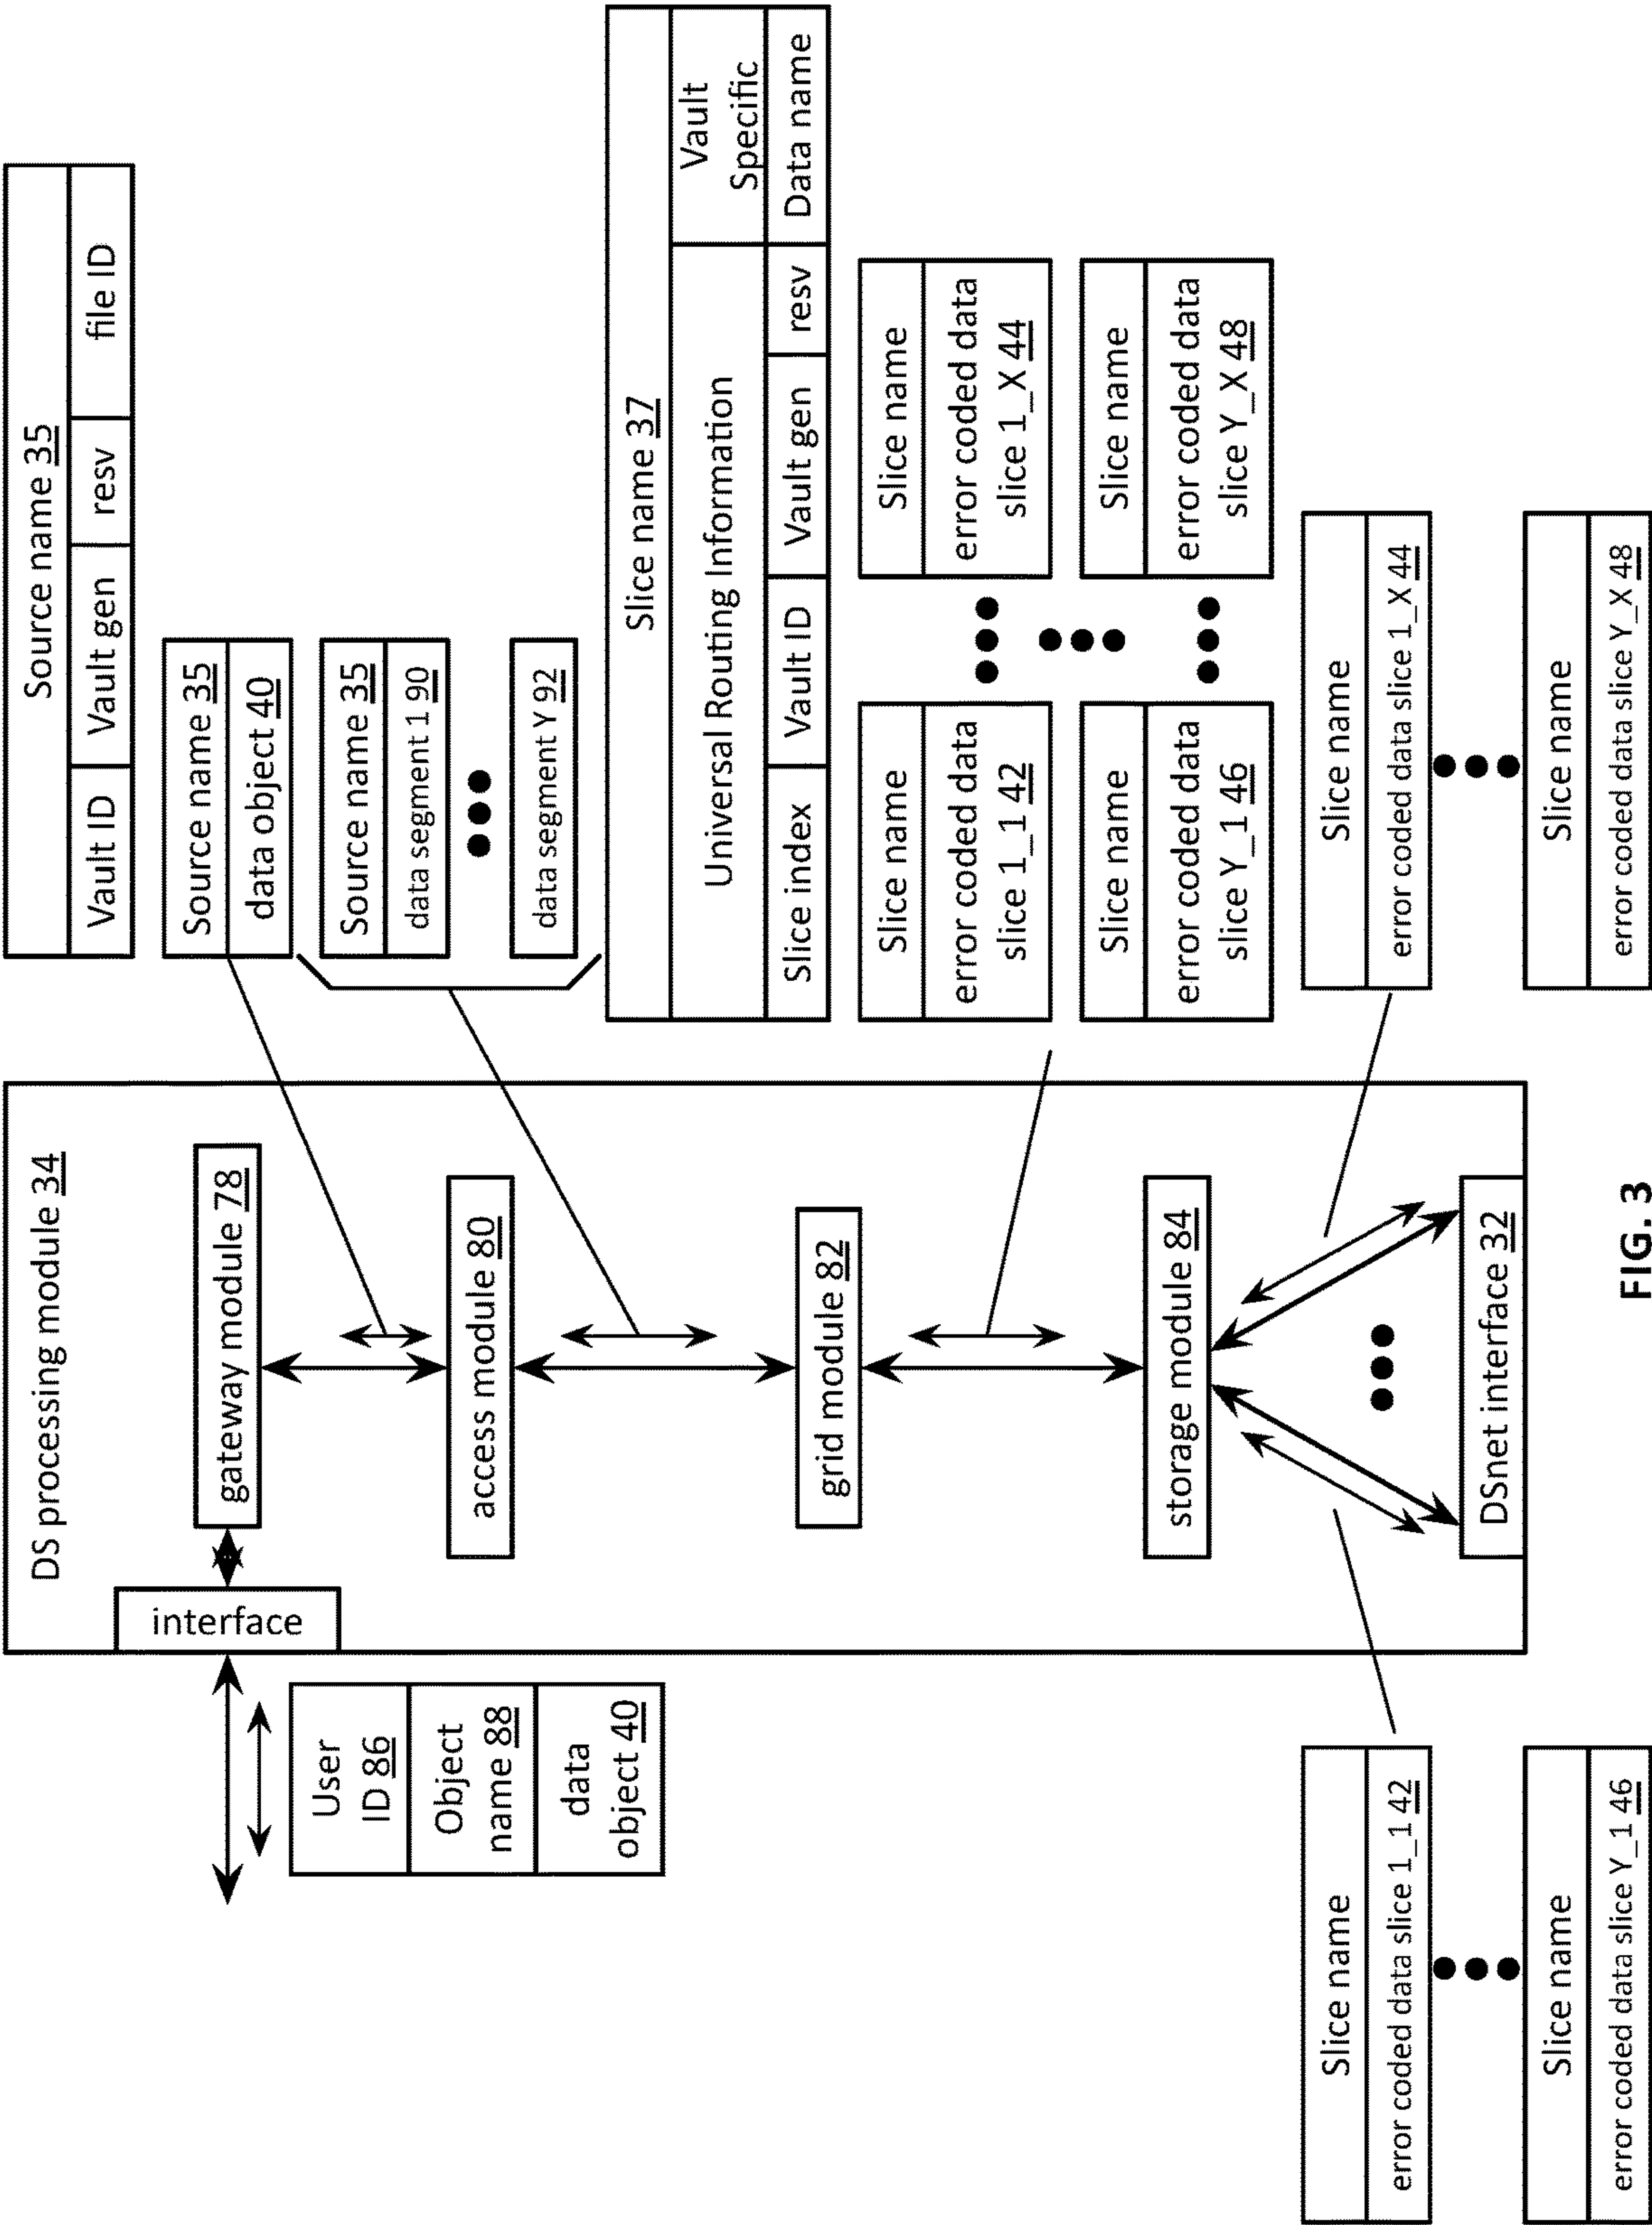 DS processing module 34
interface
gateway module 78
access module 80
grid module 82
storage module 84
DSnet interface 32
User
ID 86
Object
name 88
data
object 40
Source name 35
Vault ID
Vault gen
resv
file ID
Source name 35
data object 40
Source name 35
data segment 1 90
data segment Y 92
Slice name 37
Universal Routing Information
Vault
Specific
Slice index
Vault ID
Vault gen
resv
Data name
Slice name
error coded data
slice 1_1 42
Slice name
error coded data
slice 1_X 44
Slice name
error coded data
slice Y_1 46
Slice name
error coded data
slice Y_X 48
Slice name
error coded data slice 1_1 42
Slice name
error coded data slice Y_1 46
Slice name
error coded data slice 1_X 44
Slice name
error coded data slice Y_X 48
FIG. 3